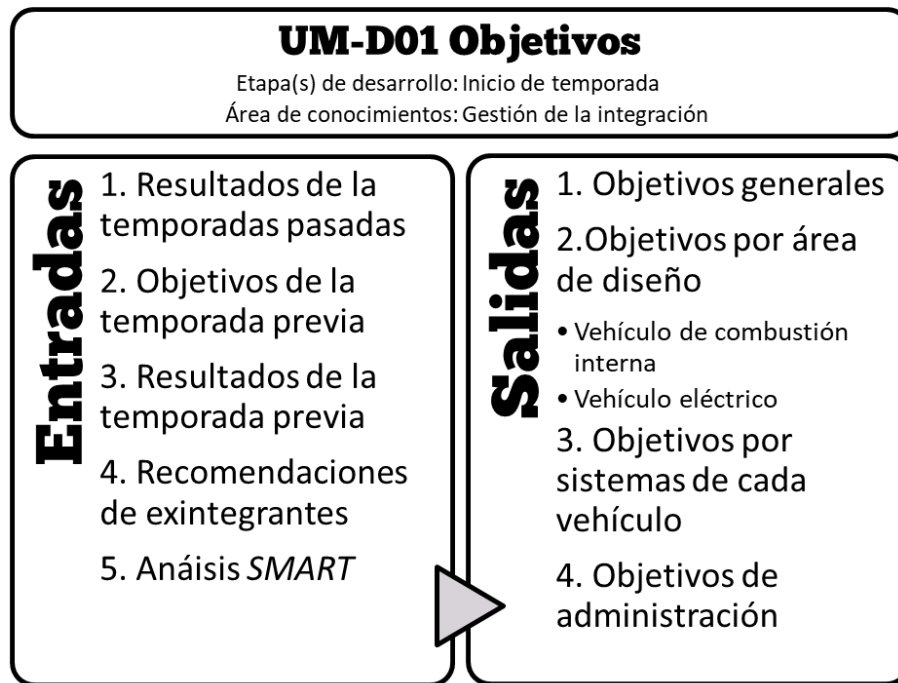 UM-D01 Objetivos
Etapa(s) de desarrollo: Inicio de temporada
Área de conocimientos: Gestión de la integración
Entradas
1. Resultados de la
temporadas pasadas
2. Objetivos de la
temporada previa
3. Resultados de la
temporada previa
4. Recomendaciones
de exintegrantes
5. Anáisis SMART
Salidas
1. Objetivos generales
2.Objetivos por área
de diseño
• Vehículo de combustión
interna
• Vehículo eléctrico
3. Objetivos por
sistemas de cada
vehículo
4. Objetivos de
administración